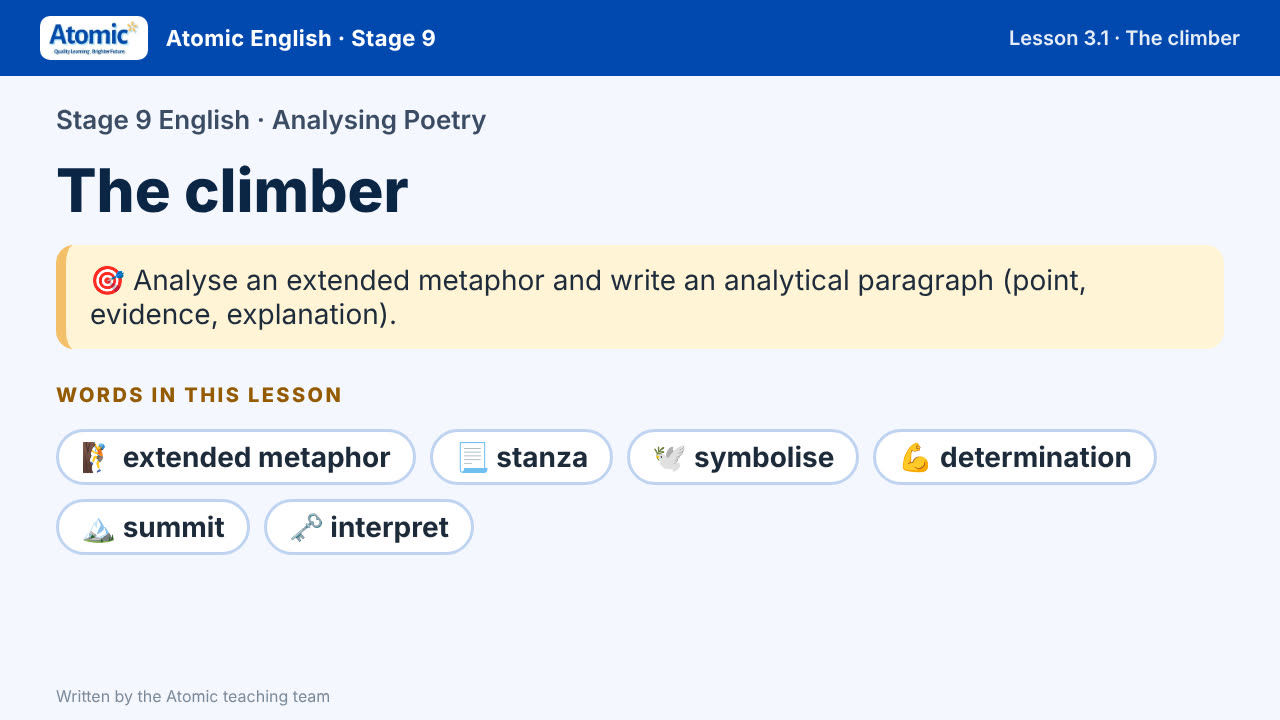 Atomic
Quality Learning. Brighter Future.
Atomic English · Stage 9
Lesson 3.1 · The climber
Stage 9 English · Analysing Poetry
The climber
Analyse an extended metaphor and write an analytical paragraph (point,
evidence, explanation).
WORDS IN THIS LESSON
extended metaphor
stanza
symbolise
determination
summit
interpret
Written by the Atomic teaching team